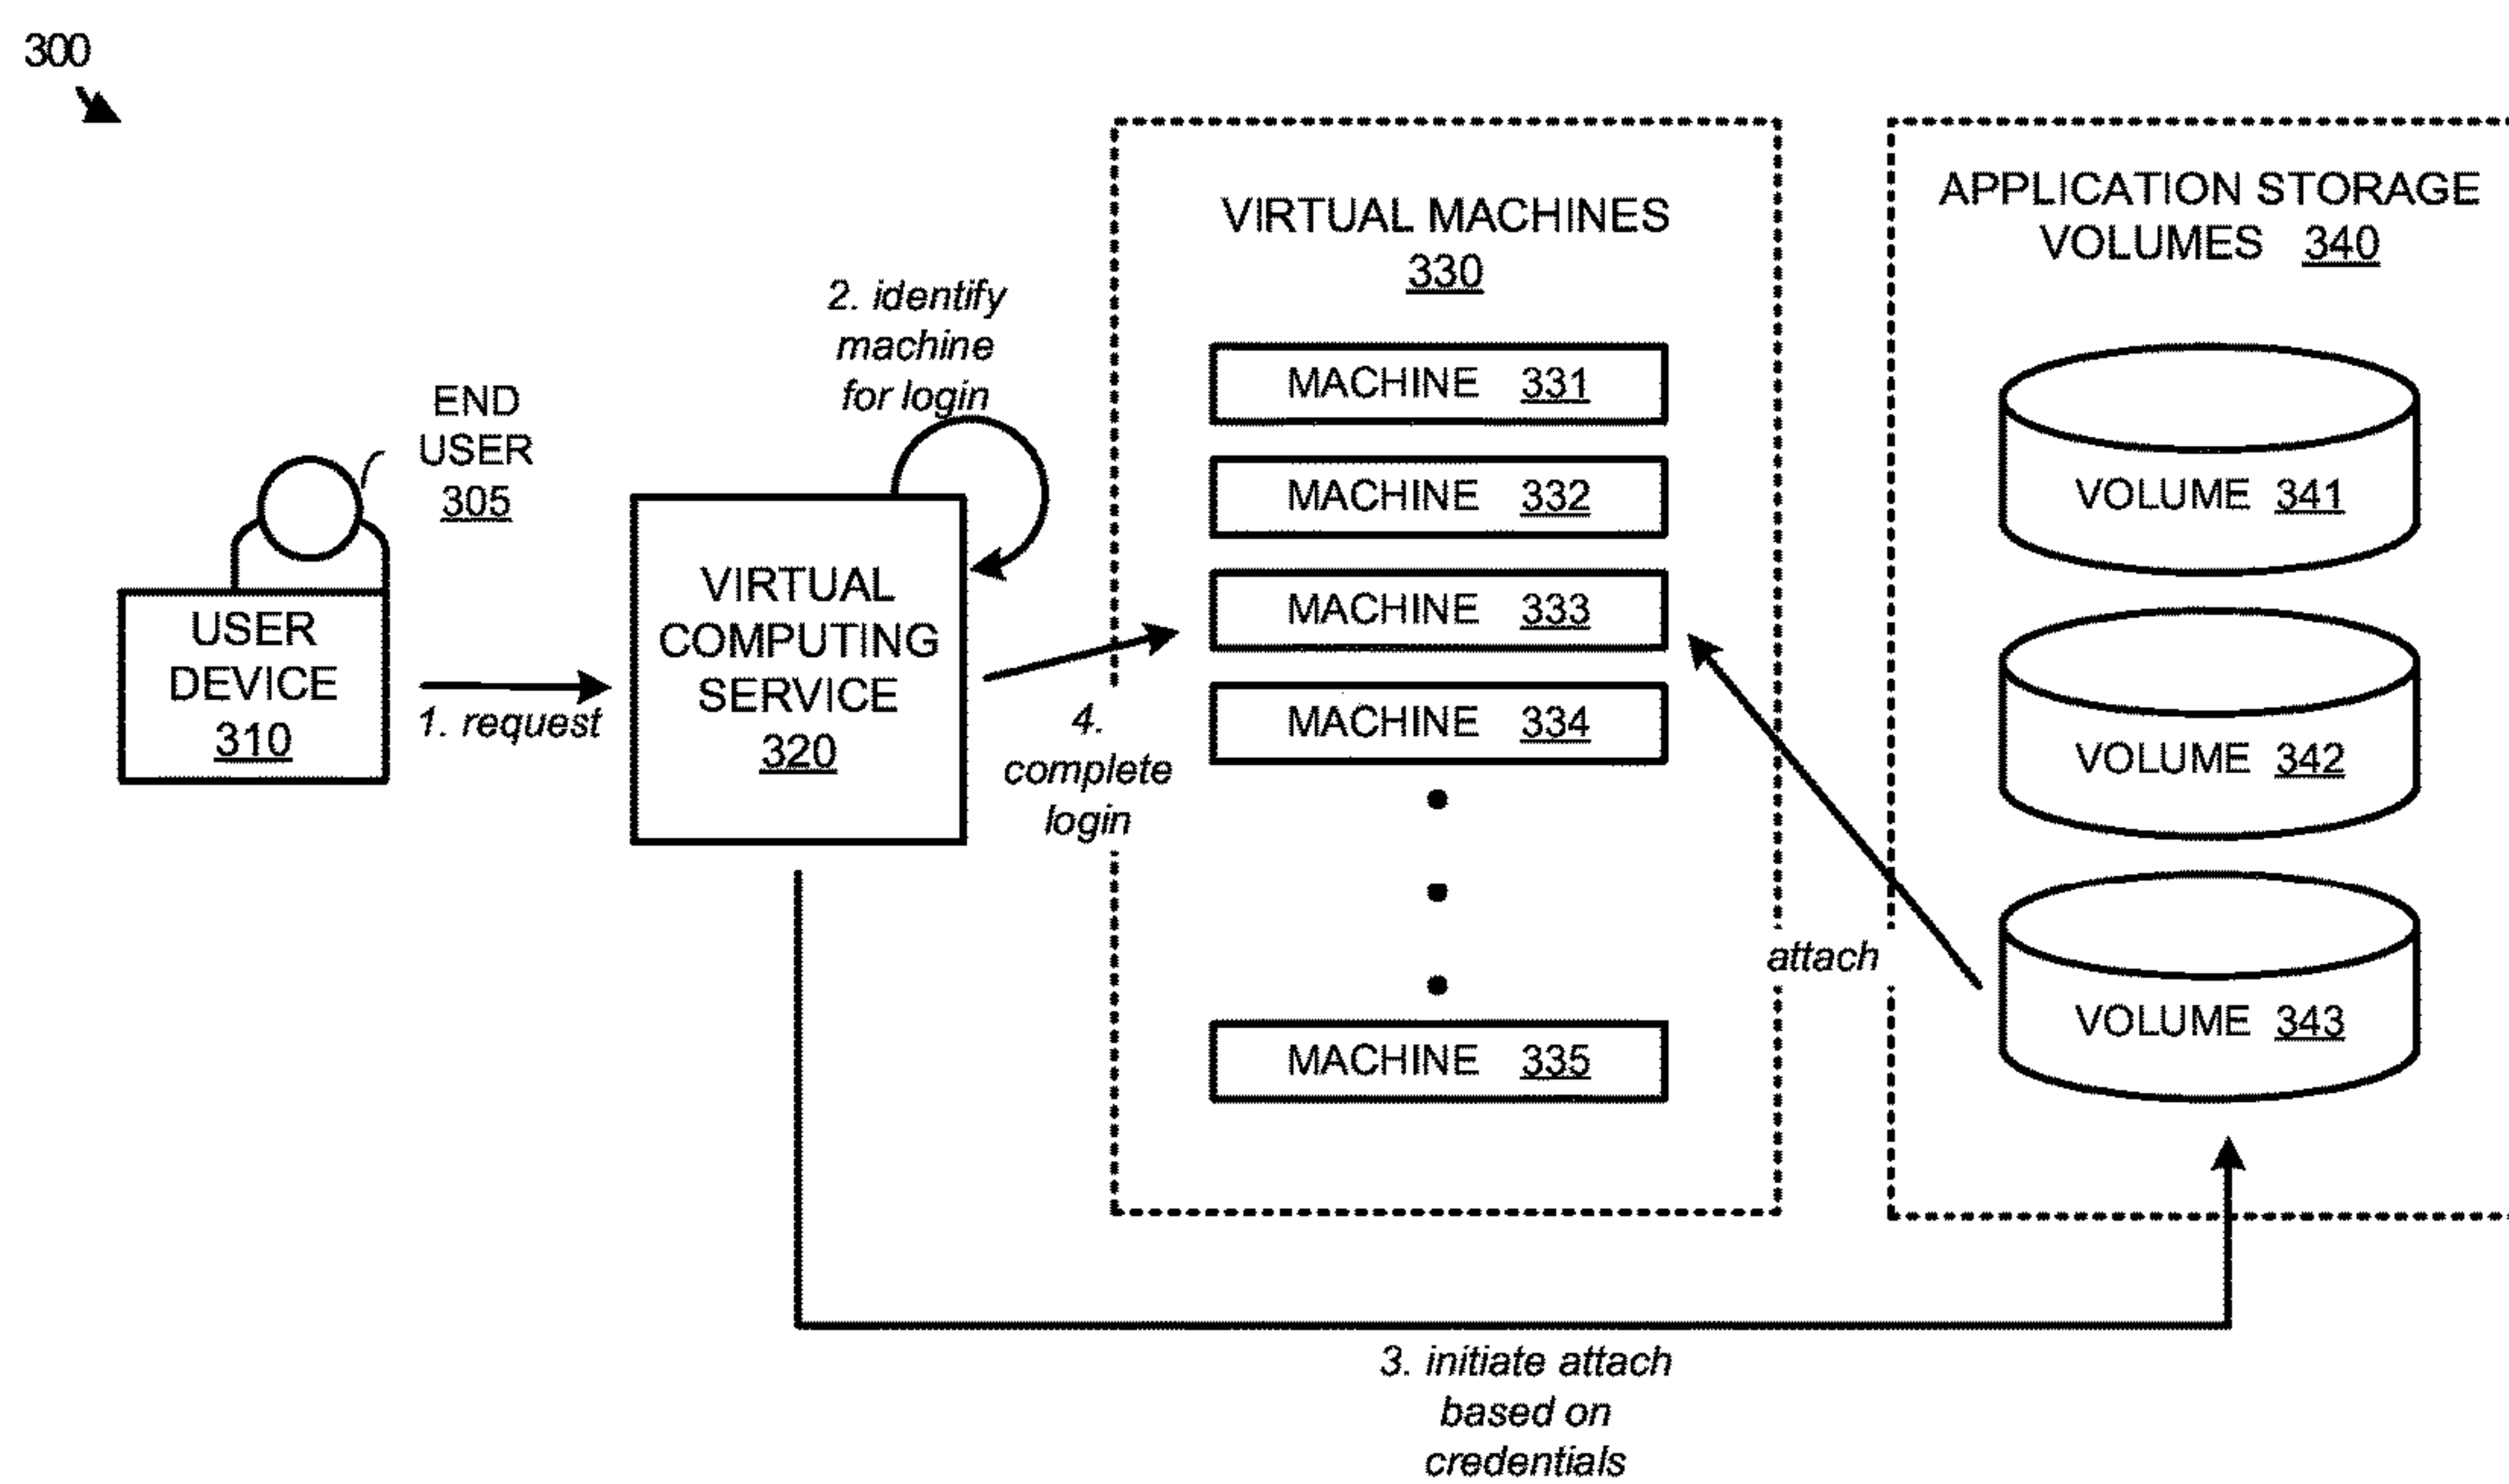 300
END
USER
305
USER
DEVICE
310
1. request
VIRTUAL
COMPUTING
SERVICE
320
2. identify
machine
for login
4.
complete
login
VIRTUAL MACHINES
330
MACHINE 331
MACHINE 332
MACHINE 333
MACHINE 334
MACHINE 335
attach
APPLICATION STORAGE
VOLUMES 340
VOLUME 341
VOLUME 342
VOLUME 343
3. initiate attach
based on
credentials